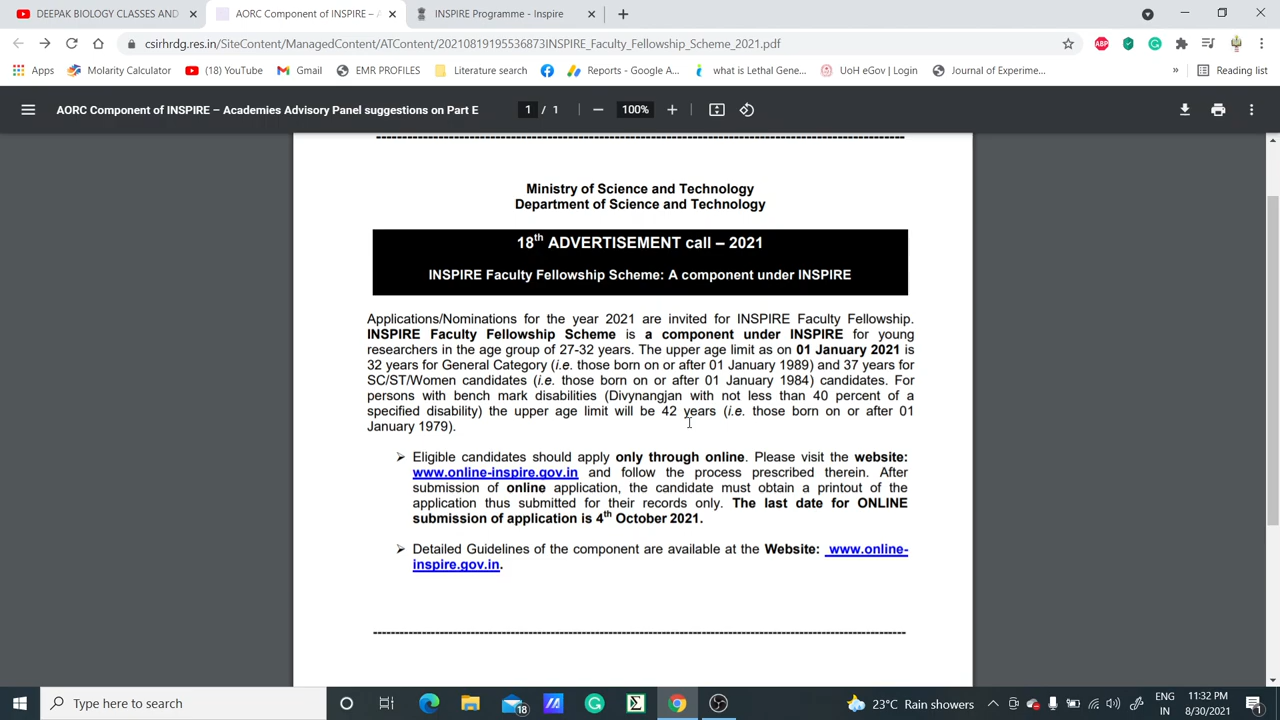 DEEPAK BIOLOGY CLASSES AND
AORC Component of INSPIRE –
INSPIRE Programme - Inspire
csirhrdg.res.in/SiteContent/ManagedContent/ATContent/20210819105536873INSPIRE_Faculty_Fellowship_Scheme_2021.pdf
ABP
Apps
Molarity Calculator
(18) YouTube
Gmail
EMR PROFILES
Literature search
Reports - Google A...
what is Lethal Gene...
UoH eGov | Login
Journal of Experime...
»
Reading list
AORC Component of INSPIRE – Academies Advisory Panel suggestions on Part E
1 / 1
100%
Ministry of Science and Technology
Department of Science and Technology
18th ADVERTISEMENT call – 2021
INSPIRE Faculty Fellowship Scheme: A component under INSPIRE
Applications/Nominations for the year 2021 are invited for INSPIRE Faculty Fellowship.
INSPIRE Faculty Fellowship Scheme is a component under INSPIRE for young
researchers in the age group of 27-32 years. The upper age limit as on 01 January 2021 is
32 years for General Category (i.e. those born on or after 01 January 1989) and 37 years for
SC/ST/Women candidates (i.e. those born on or after 01 January 1984) candidates. For
persons with bench mark disabilities (Divynangjan with not less than 40 percent of a
specified disability) the upper age limit will be 42 years (i.e. those born on or after 01
January 1979).
Eligible candidates should apply only through online. Please visit the website:
www.online-inspire.gov.in and follow the process prescribed therein. After
submission of online application, the candidate must obtain a printout of the
application thus submitted for their records only. The last date for ONLINE
submission of application is 4th October 2021.
Detailed Guidelines of the component are available at the Website: www.online-
inspire.gov.in.
Type here to search
18
23°C Rain showers
ENG
IN
11:32 PM
8/30/2021
1